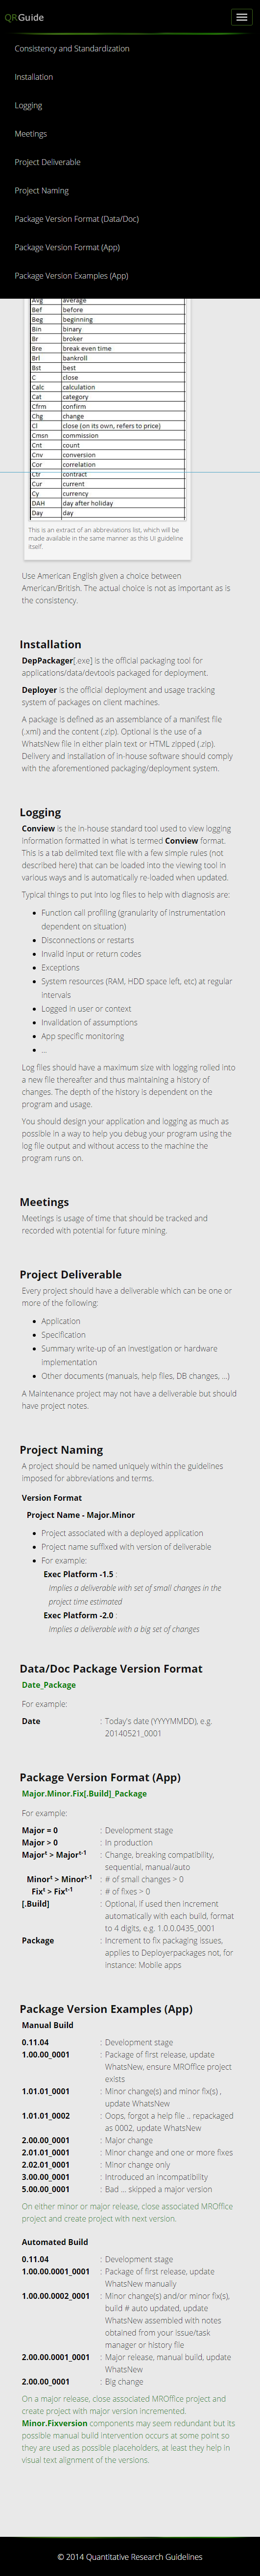 QRGuide
Consistency and Standardization
Installation
Logging
Meetings
Project Deliverable
Project Naming
Package Version Format (Data/Doc)
Package Version Format (App)
Package Version Examples (App)
Avg average
Bef before
Beg beginning
Bin binary
Br broker
Bre break even time
Brl bankroll
Bst best
C close
Calc calculation
Cat category
Cfrm confirm
Chg change
Cl close (on its own, refers to price)
Cmsn commission
Cnt count
Cnv conversion
Cor correlation
Ctr contract
Cur current
Cy currency
DAH day after holiday
Day day
This is an extract of an abbreviations list, which will be
made available in the same manner as this UI guideline
itself.
Use American English given a choice between
American/British. The actual choice is not as important as is
the consistency.
Installation
DepPackager[.exe] is the official packaging tool for
applications/data/devtools packaged for deployment.
Deployer is the official deployment and usage tracking
system of packages on client machines.
A package is defined as an assemblance of a manifest file
(.xml) and the content (.zip). Optional is the use of a
WhatsNew file in either plain text or HTML zipped (.zip).
Delivery and installation of in-house software should comply
with the aforementioned packaging/deployment system.
Logging
Conview is the in-house standard tool used to view logging
information formatted in what is termed Conview format.
This is a tab delimited text file with a few simple rules (not
described here) that can be loaded into the viewing tool in
various ways and is automatically re-loaded when updated.
Typical things to put into log files to help with diagnosis are:
• Function call profiling (granularity of instrumentation
dependent on situation)
• Disconnections or restarts
• Invalid input or return codes
• Exceptions
• System resources (RAM, HDD space left, etc) at regular
intervals
• Logged in user or context
• Invalidation of assumptions
• App specific monitoring
• ...
Log files should have a maximum size with logging rolled into
a new file thereafter and thus maintaining a history of
changes. The depth of the history is dependent on the
program and usage.
You should design your application and logging as much as
possible in a way to help you debug your program using the
log file output and without access to the machine the
program runs on.
Meetings
Meetings is usage of time that should be tracked and
recorded with potential for future mining.
Project Deliverable
Every project should have a deliverable which can be one or
more of the following:
• Application
• Specification
• Summary write-up of an investigation or hardware
implementation
• Other documents (manuals, help files, DB changes, ...)
A Maintenance project may not have a deliverable but should
have project notes.
Project Naming
A project should be named uniquely within the guidelines
imposed for abbreviations and terms.
Version Format
Project Name - Major.Minor
• Project associated with a deployed application
• Project name suffixed with version of deliverable
• For example:
Exec Platform -1.5 :
Implies a deliverable with set of small changes in the
project time estimated
Exec Platform -2.0 :
Implies a deliverable with a big set of changes
Data/Doc Package Version Format
Date_Package
For example:
Date : Today's date (YYYYMMDD), e.g.
20140521_0001
Package Version Format (App)
Major.Minor.Fix[.Build]_Package
For example:
Major = 0 : Development stage
Major > 0 : In production
Majorᵗ > Majorᵗ⁻¹ : Change, breaking compatibility,
sequential, manual/auto
Minorᵗ > Minorᵗ⁻¹ : # of small changes > 0
Fixᵗ > Fixᵗ⁻¹ : # of fixes > 0
[.Build] : Optional, if used then increment
automatically with each build, format
to 4 digits, e.g. 1.0.0.0435_0001
Package : Increment to fix packaging issues,
applies to Deployerpackages not, for
instance: Mobile apps
Package Version Examples (App)
Manual Build
0.11.04 : Development stage
1.00.00_0001 : Package of first release, update
WhatsNew, ensure MROffice project
exists
1.01.01_0001 : Minor change(s) and minor fix(s) ,
update WhatsNew
1.01.01_0002 : Oops, forgot a help file .. repackaged
as 0002, update WhatsNew
2.00.00_0001 : Major change
2.01.01_0001 : Minor change and one or more fixes
2.02.01_0001 : Minor change only
3.00.00_0001 : Introduced an incompatibility
5.00.00_0001 : Bad ... skipped a major version
On either minor or major release, close associated MROffice
project and create project with next version.
Automated Build
0.11.04 : Development stage
1.00.00.0001_0001 : Package of first release, update
WhatsNew manually
1.00.00.0002_0001 : Minor change(s) and/or minor fix(s),
build # auto updated, update
WhatsNew assembled with notes
obtained from your issue/task
manager or history file
2.00.00.0001_0001 : Major release, manual build, update
WhatsNew
2.00.00_0001 : Big change
On a major release, close associated MROffice project and
create project with major version incremented.
Minor.Fixversion components may seem redundant but its
possible manual build intervention occurs at some point so
they are used as possible placeholders, at least they help in
visual text alignment of the versions.
© 2014 Quantitative Research Guidelines